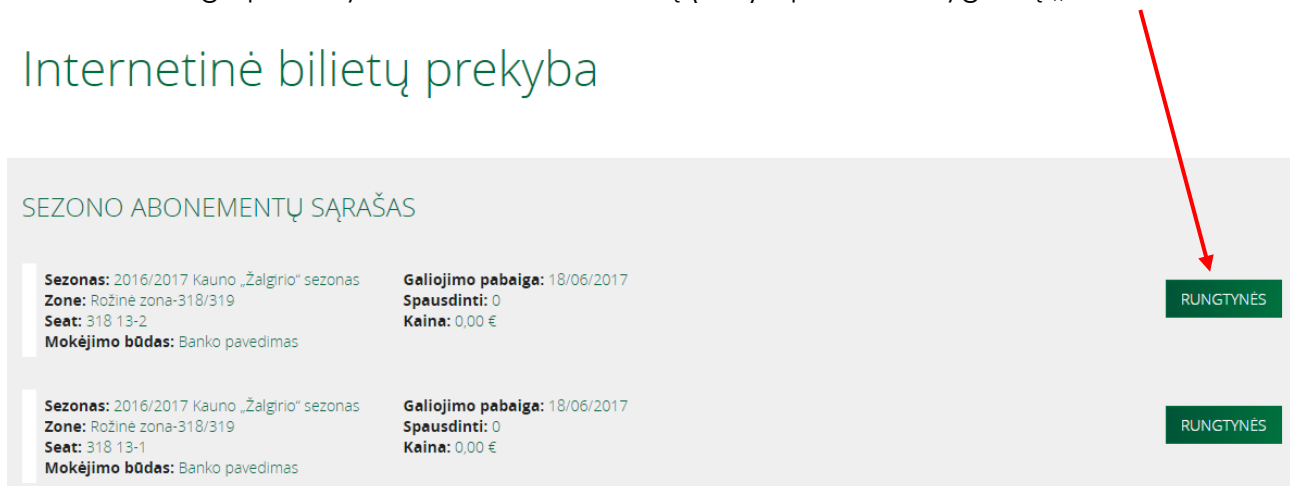 Internetinė bilietų prekyba
SEZONO ABONEMENTŲ SĄRAŠAS
Sezonas: 2016/2017 Kauno „Žalgirio“ sezonas
Zone: Rožinė zona-318/319
Seat: 318 13-2
Mokėjimo būdas: Banko pavedimas
Galiojimo pabaiga: 18/06/2017
Spausdinti: 0
Kaina: 0,00 €
RUNGTYNĖS
Sezonas: 2016/2017 Kauno „Žalgirio“ sezonas
Zone: Rožinė zona-318/319
Seat: 318 13-1
Mokėjimo būdas: Banko pavedimas
Galiojimo pabaiga: 18/06/2017
Spausdinti: 0
Kaina: 0,00 €
RUNGTYNĖS